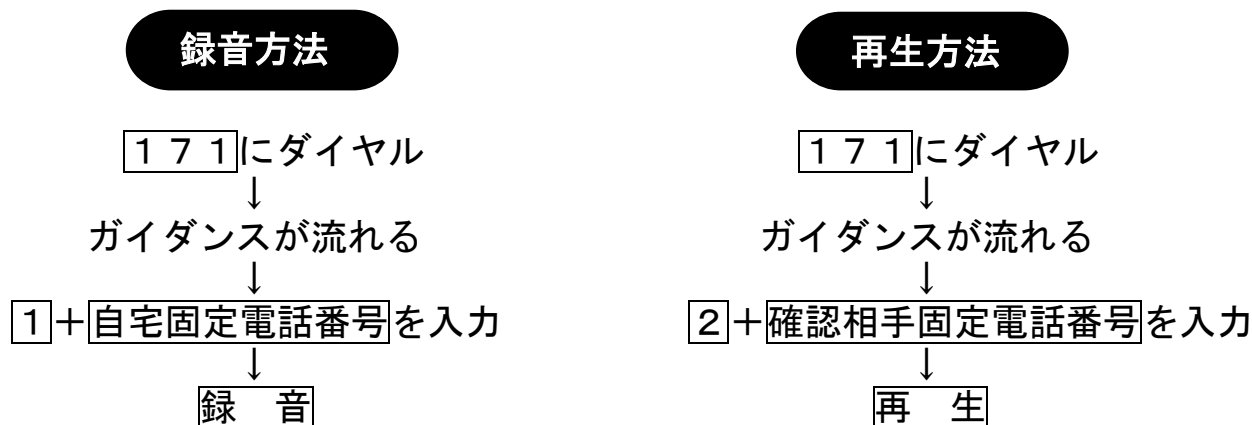 録音方法
１７１にダイヤル
↓
ガイダンスが流れる
↓
１＋自宅固定電話番号を入力
↓
録　音
再生方法
１７１にダイヤル
↓
ガイダンスが流れる
↓
２＋確認相手固定電話番号を入力
↓
再　生